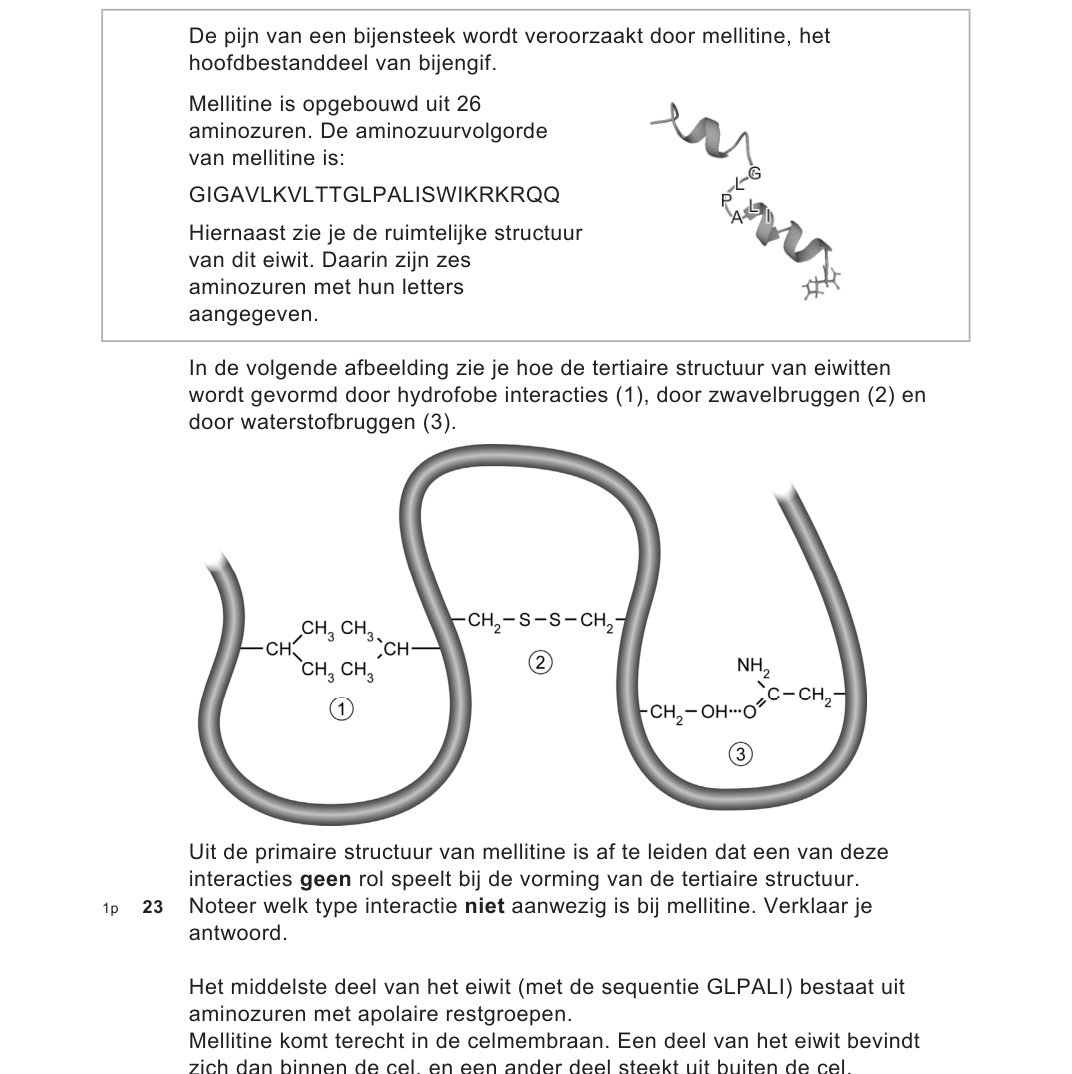 De pijn van een bijensteek wordt veroorzaakt door mellitine, het
hoofdbestanddeel van bijengif.
Mellitine is opgebouwd uit 26
aminozuren. De aminozuurvolgorde
van mellitine is:
GIGAVLKVLTTGLPALISWIKRKRQQ
Hiernaast zie je de ruimtelijke structuur
van dit eiwit. Daarin zijn zes
aminozuren met hun letters
aangegeven.
G
L
P
A
L
I
In de volgende afbeelding zie je hoe de tertiaire structuur van eiwitten
wordt gevormd door hydrofobe interacties (1), door zwavelbruggen (2) en
door waterstofbruggen (3).
CH3 CH3
CH CH
CH3 CH3
1
CH2–S–S–CH2
2
NH2
C–CH2
CH2–OH···O
3
Uit de primaire structuur van mellitine is af te leiden dat een van deze
interacties geen rol speelt bij de vorming van de tertiaire structuur.
1p 23 Noteer welk type interactie niet aanwezig is bij mellitine. Verklaar je
antwoord.
Het middelste deel van het eiwit (met de sequentie GLPALI) bestaat uit
aminozuren met apolaire restgroepen.
Mellitine komt terecht in de celmembraan. Een deel van het eiwit bevindt
zich dan binnen de cel, en een ander deel steekt uit buiten de cel.